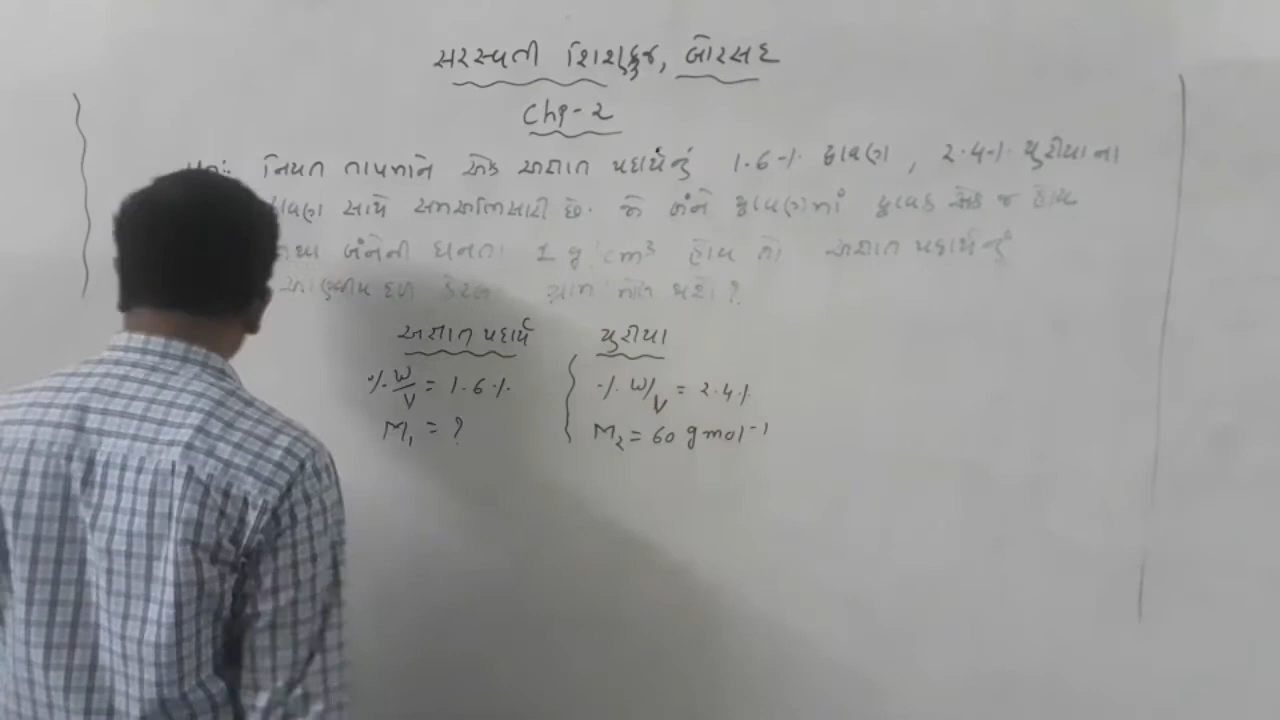 સરસ્વતી શિશુકુંજ, બોરસદ
Chp-2
નિયત તાપમાને એક અજ્ઞાત પદાર્થનું 1.6% દ્રાવણ, 2.4% યુરીયાના
દ્રાવણ સાથે સમઅભિસારી છે. જો બંને દ્રાવણમાં દ્રાવક એક જ હોય
તથા બંનેની ઘનતા 1 g/cm³ હોય તો અજ્ઞાત પદાર્થનું
આણ્વીય દળ કેટલા ગ્રામ/મોલ થશે?
અજ્ઞાત પદાર્થ યુરીયા
% W/V = 1.6% % W/V = 2.4%
M₁ = ? M₂ = 60 g mol⁻¹